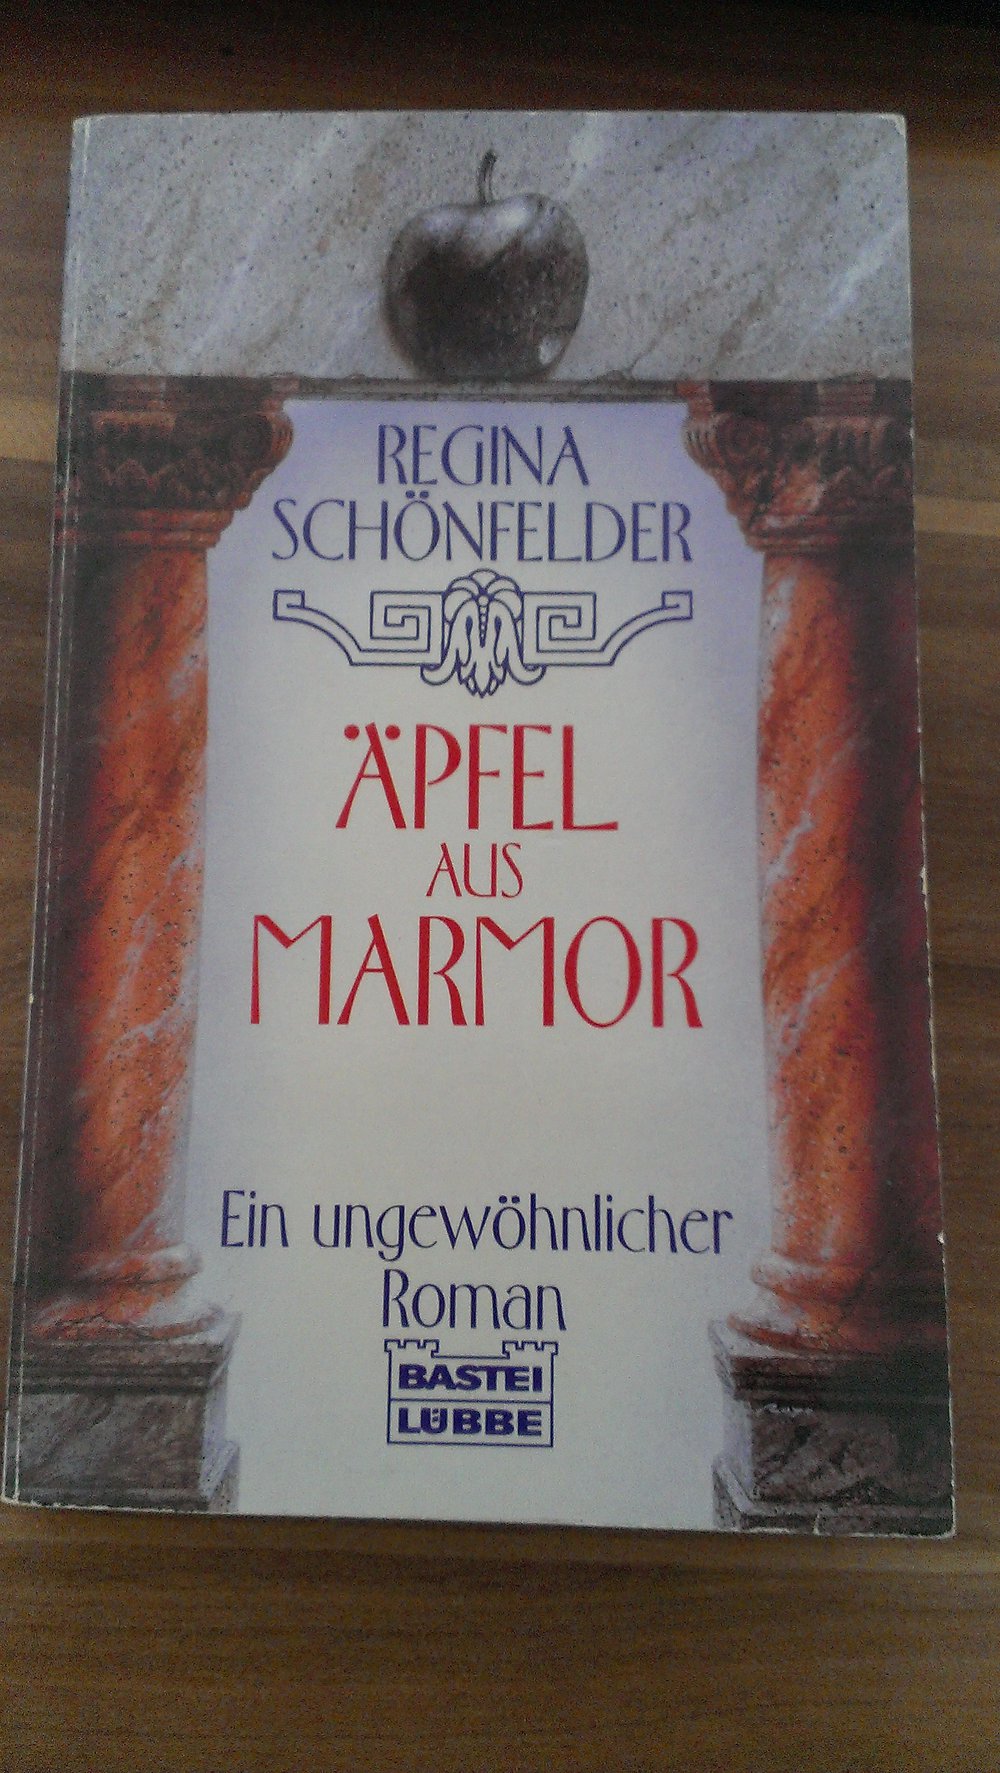 REGINA
SCHÖNFELDER
ÄPFEL
AUS
MARMOR
Ein ungewöhnlicher
Roman
BASTEI
LÜBBE